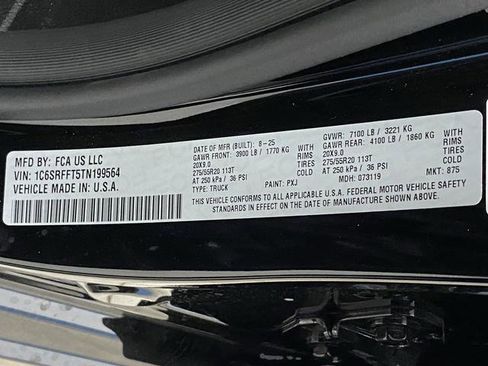 MFD BY: FCA US LLC
VIN: 1C6SRFFT5TN199564
VEHICLE MADE IN: U.S.A.
DATE OF MFR (BUILT): 8-25
GAWR FRONT: 3900 LB / 1770 KG
20X9.0 RIMS
275/55R20 113T TIRES
AT 250 kPa / 36 PSI
TYPE: TRUCK
PAINT: PXJ
GVWR: 7100 LB / 3221 KG
GAWR REAR: 4100 LB / 1860 KG
20X9.0 RIMS
275/55R20 113T TIRES
AT 250 kPa / 36 PSI
MDH: 073119
MKT: 875
THIS VEHICLE CONFORMS TO ALL APPLICABLE U.S.A. FEDERAL MOTOR VEHICLE SAFETY
STANDARDS IN EFFECT ON THE DATE OF MANUFACTURE SHOWN ABOVE.